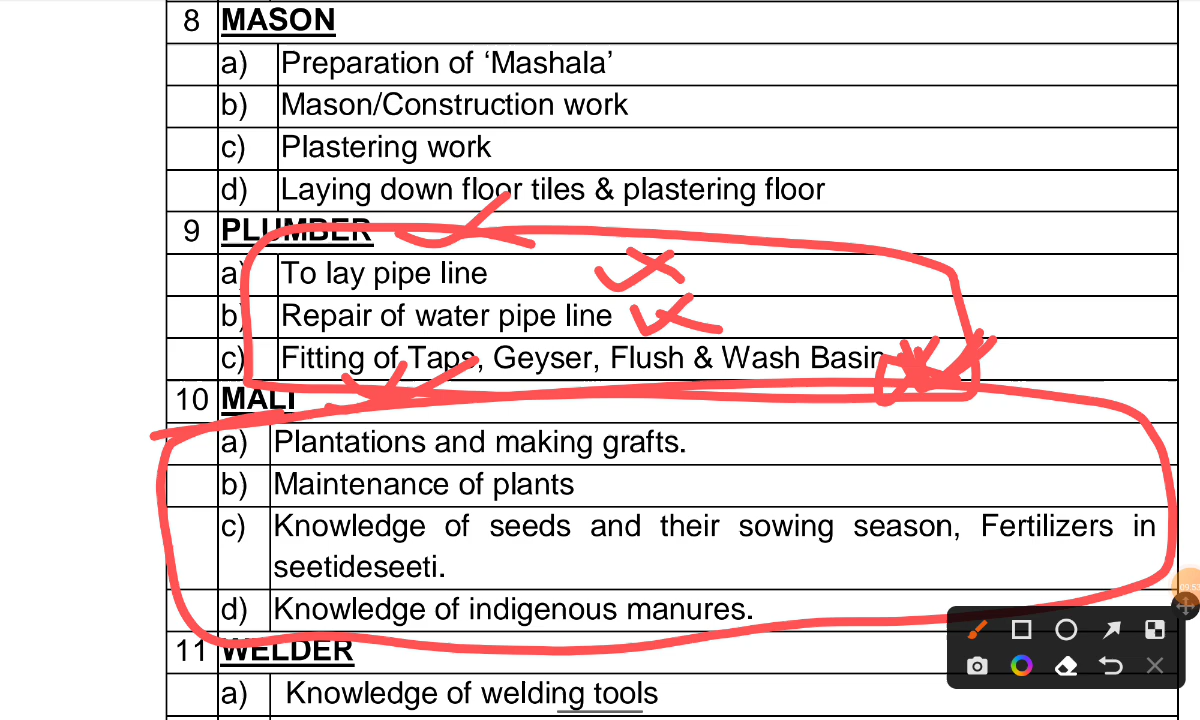 8 MASON
a) Preparation of ‘Mashala’
b) Mason/Construction work
c) Plastering work
d) Laying down floor tiles & plastering floor
9 PLUMBER
a) To lay pipe line
b) Repair of water pipe line
c) Fitting of Taps, Geyser, Flush & Wash Basin
10 MALI
a) Plantations and making grafts.
b) Maintenance of plants
c) Knowledge of seeds and their sowing season, Fertilizers in
seetideseeti.
d) Knowledge of indigenous manures.
11 WELDER
a) Knowledge of welding tools